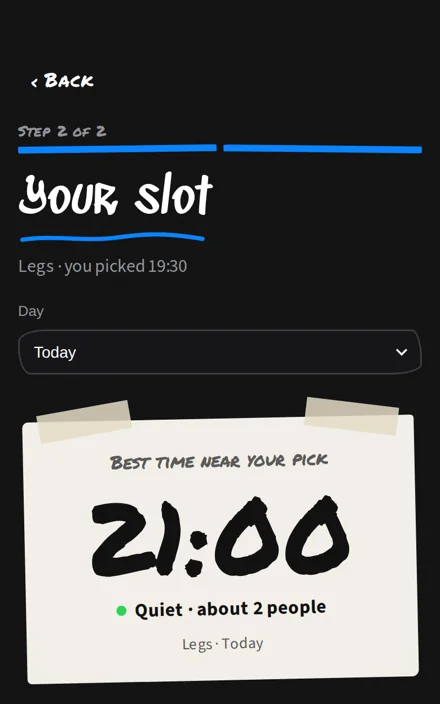 ‹ Back
Step 2 of 2
Your slot
Legs · you picked 19:30
Day
Today
Best time near your pick
21:00
Quiet · about 2 people
Legs · Today